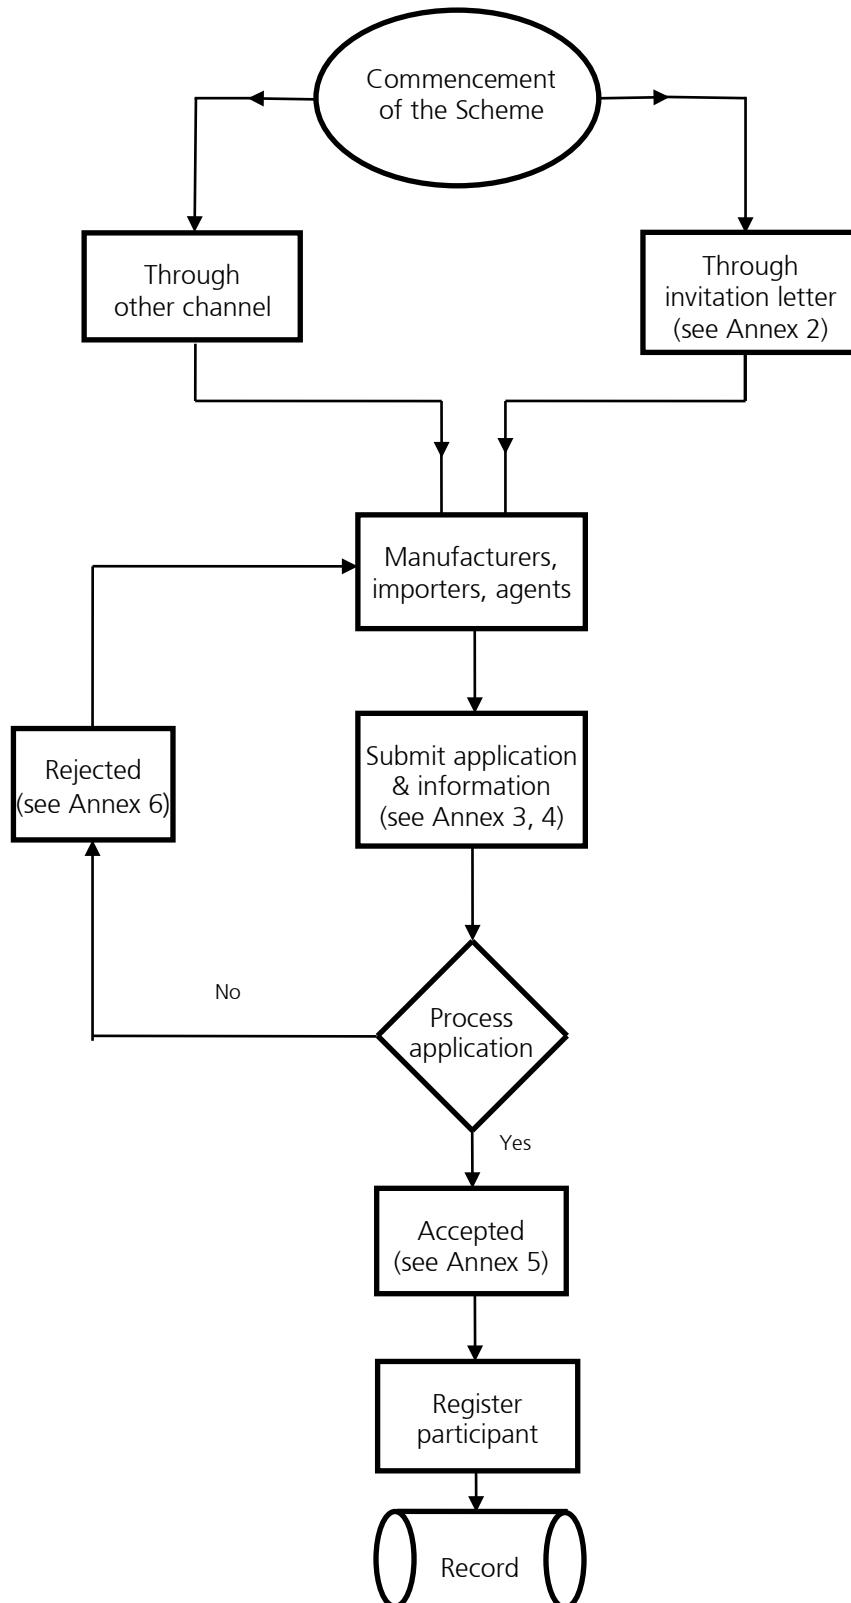 Commencement
of the Scheme
Through
other channel
Through
invitation letter
(see Annex 2)
Manufacturers,
importers, agents
Rejected
(see Annex 6)
Submit application
& information
(see Annex 3, 4)
No
Process
application
Yes
Accepted
(see Annex 5)
Register
participant
Record